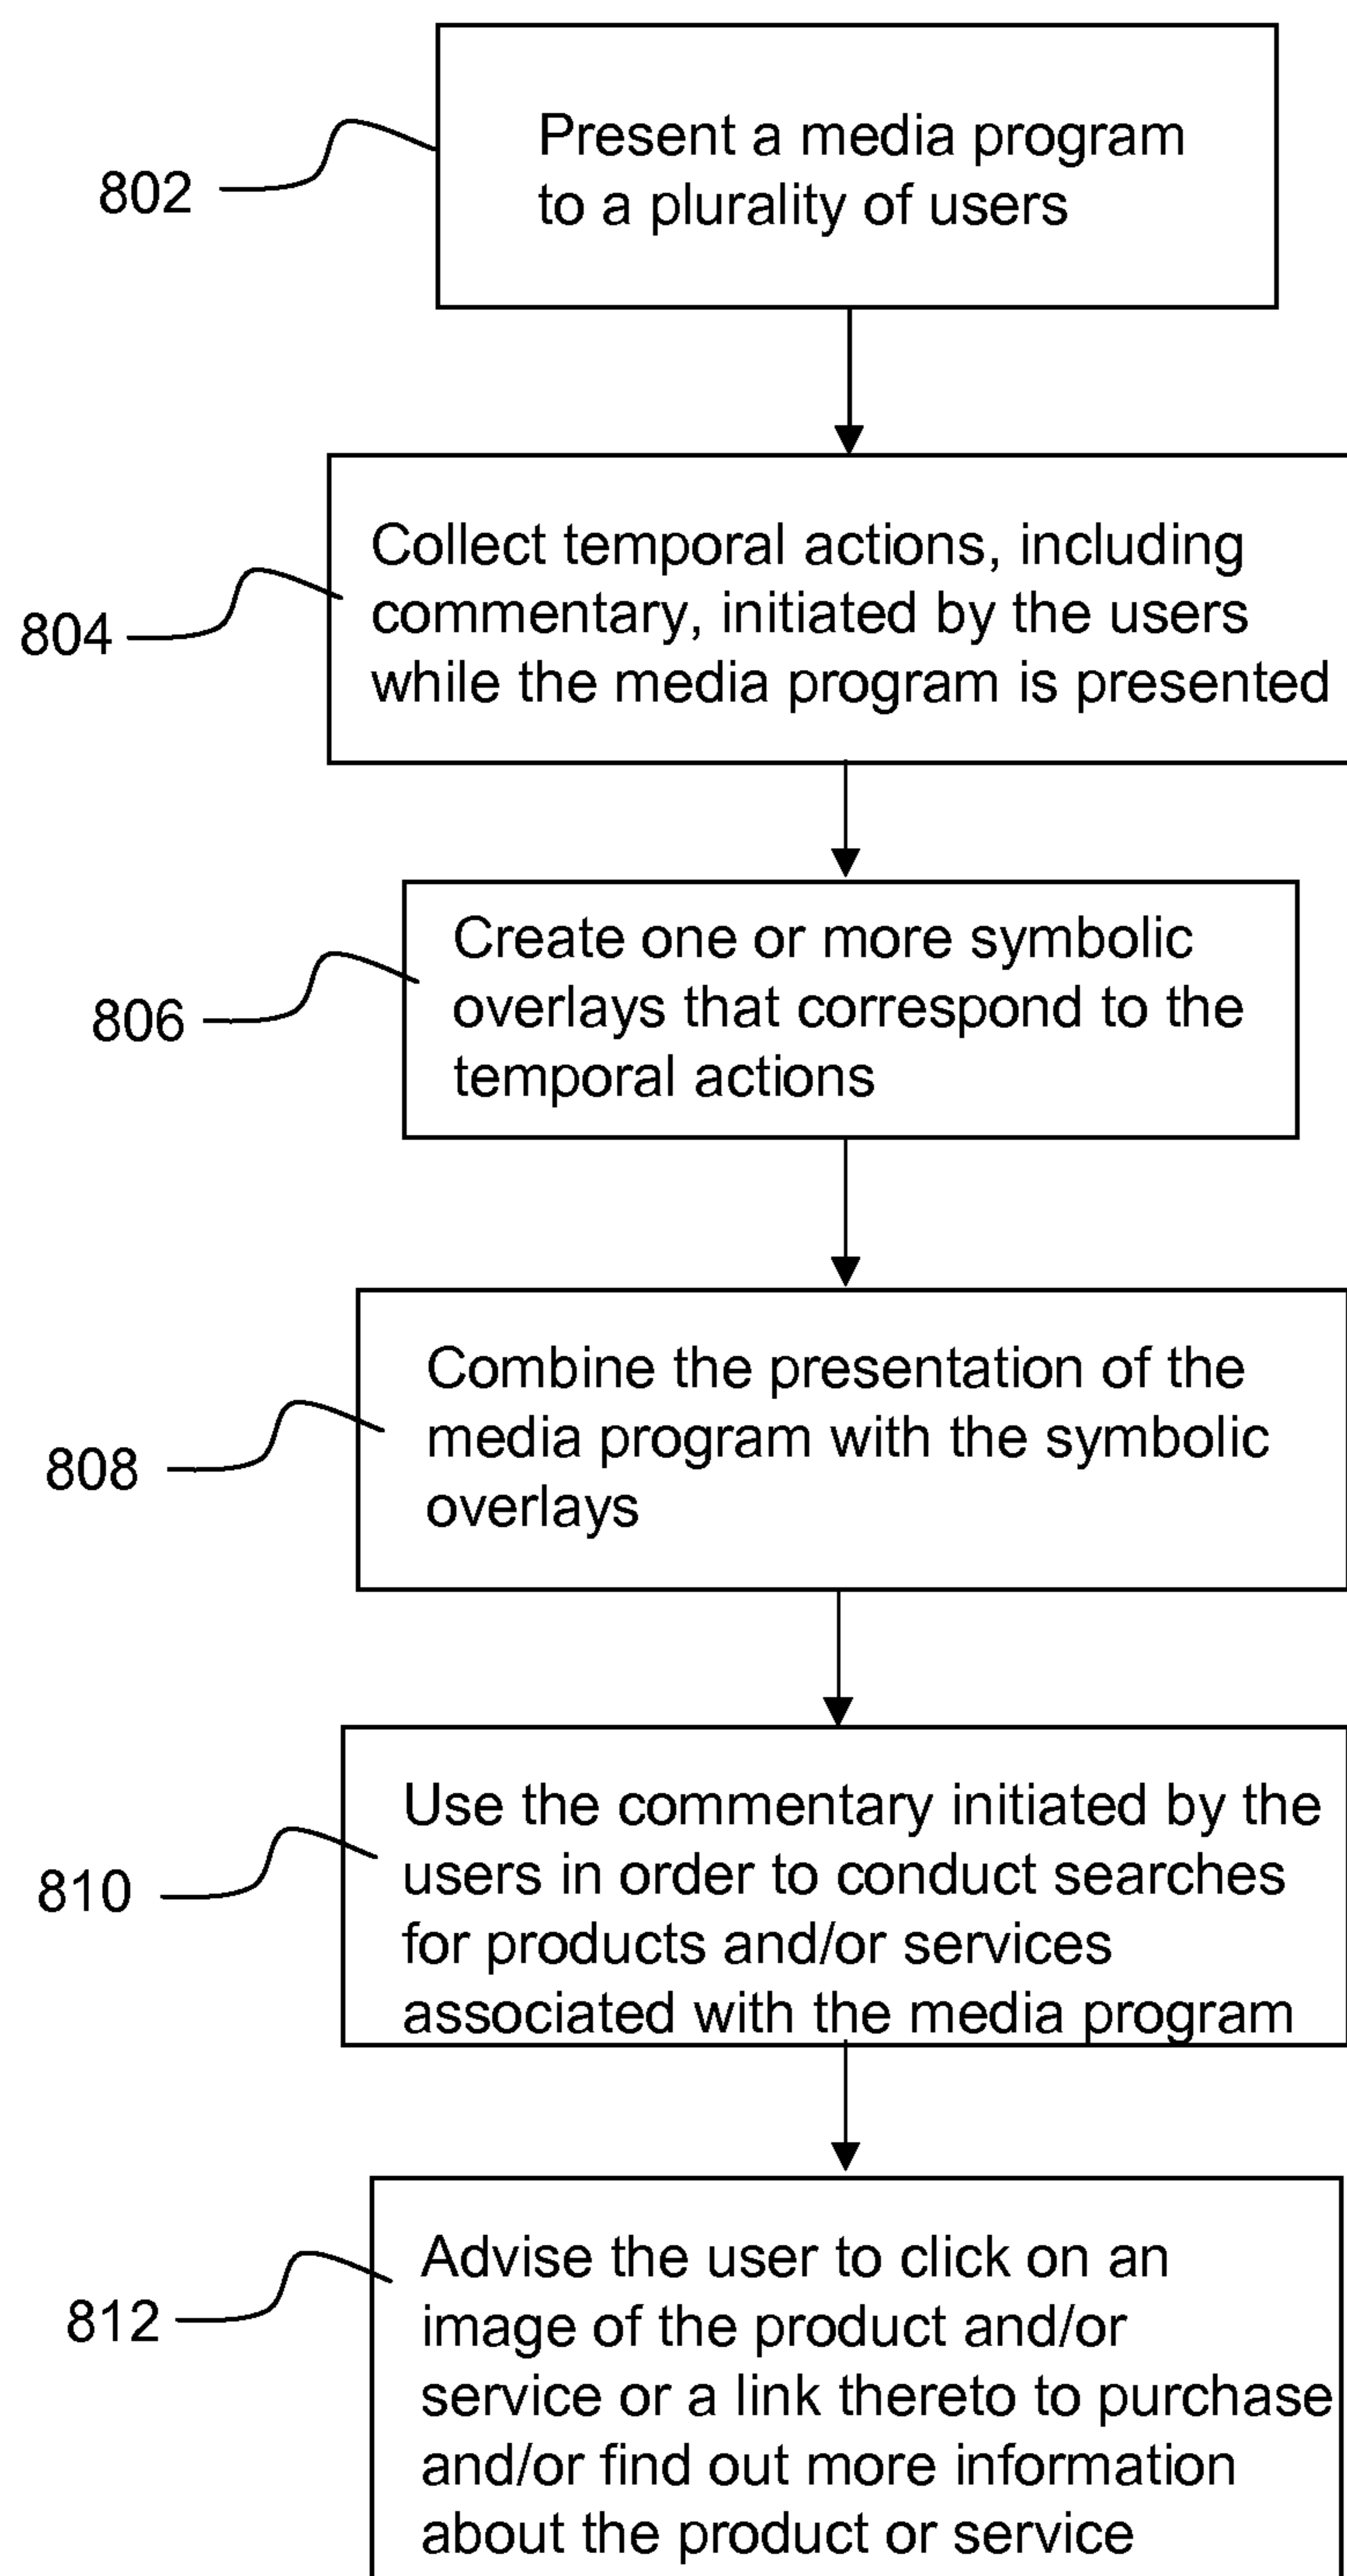 802
Present a media program
to a plurality of users
804
Collect temporal actions, including
commentary, initiated by the users
while the media program is presented
806
Create one or more symbolic
overlays that correspond to the
temporal actions
808
Combine the presentation of the
media program with the symbolic
overlays
810
Use the commentary initiated by the
users in order to conduct searches
for products and/or services
associated with the media program
812
Advise the user to click on an
image of the product and/or
service or a link thereto to purchase
and/or find out more information
about the product or service